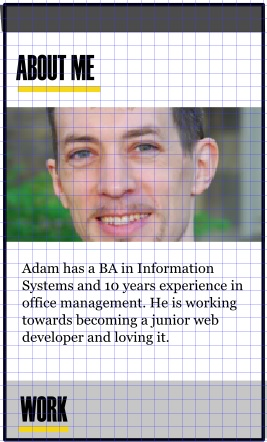 ABOUT ME
Adam has a BA in Information
Systems and 10 years experience in
office management. He is working
towards becoming a junior web
developer and loving it.
WORK